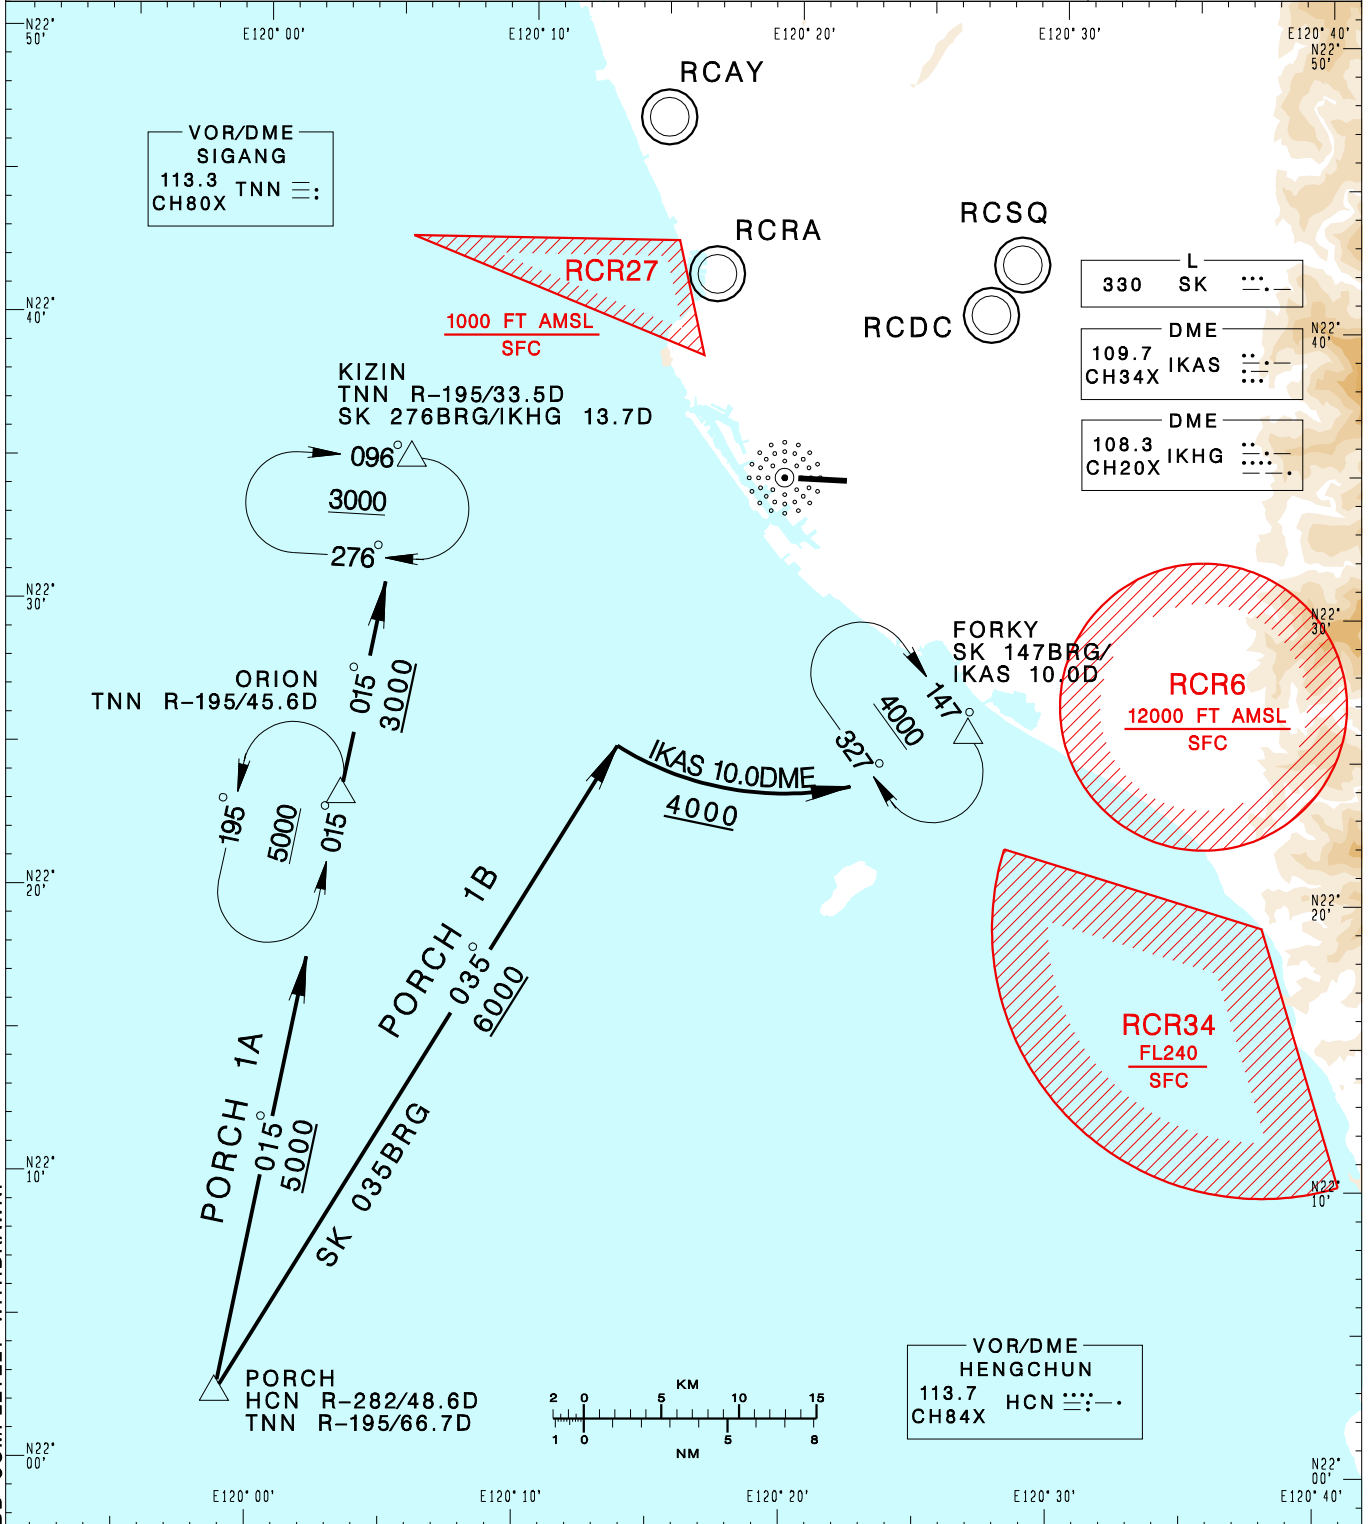 E120° 00'
E120° 10'
E120° 20'
E120° 30'
E120° 40'
N22°
50'
N22°
50'
RCAY
VOR/DME
SIGANG
113.3
CH80X
TNN
RCSQ
RCRA
RCR27
1000 FT AMSL
SFC
RCDC
L
330 SK
DME
109.7
CH34X
IKAS
DME
108.3
CH20X
IKHG
N22°
40'
N22°
40'
KIZIN
TNN R-195/33.5D
SK 276BRG/IKHG 13.7D
096°
3000
276°
N22°
30'
N22°
30'
FORKY
SK 147BRG/
IKAS 10.0D
147°
4000
327°
RCR6
12000 FT AMSL
SFC
ORION
TNN R-195/45.6D
015°
3000
195°
5000
015°
IKAS 10.0DME
4000
N22°
20'
N22°
20'
PORCH 1B
035°
6000
SK 035BRG
PORCH 1A
015°
5000
RCR34
FL240
SFC
N22°
10'
N22°
10'
PORCH
HCN R-282/48.6D
TNN R-195/66.7D
KM
2 0 5 10 15
1 0 5 8
NM
VOR/DME
HENGCHUN
113.7
CH84X
HCN
N22°
00'
N22°
00'
E120° 00'
E120° 10'
E120° 20'
E120° 30'
E120° 40'